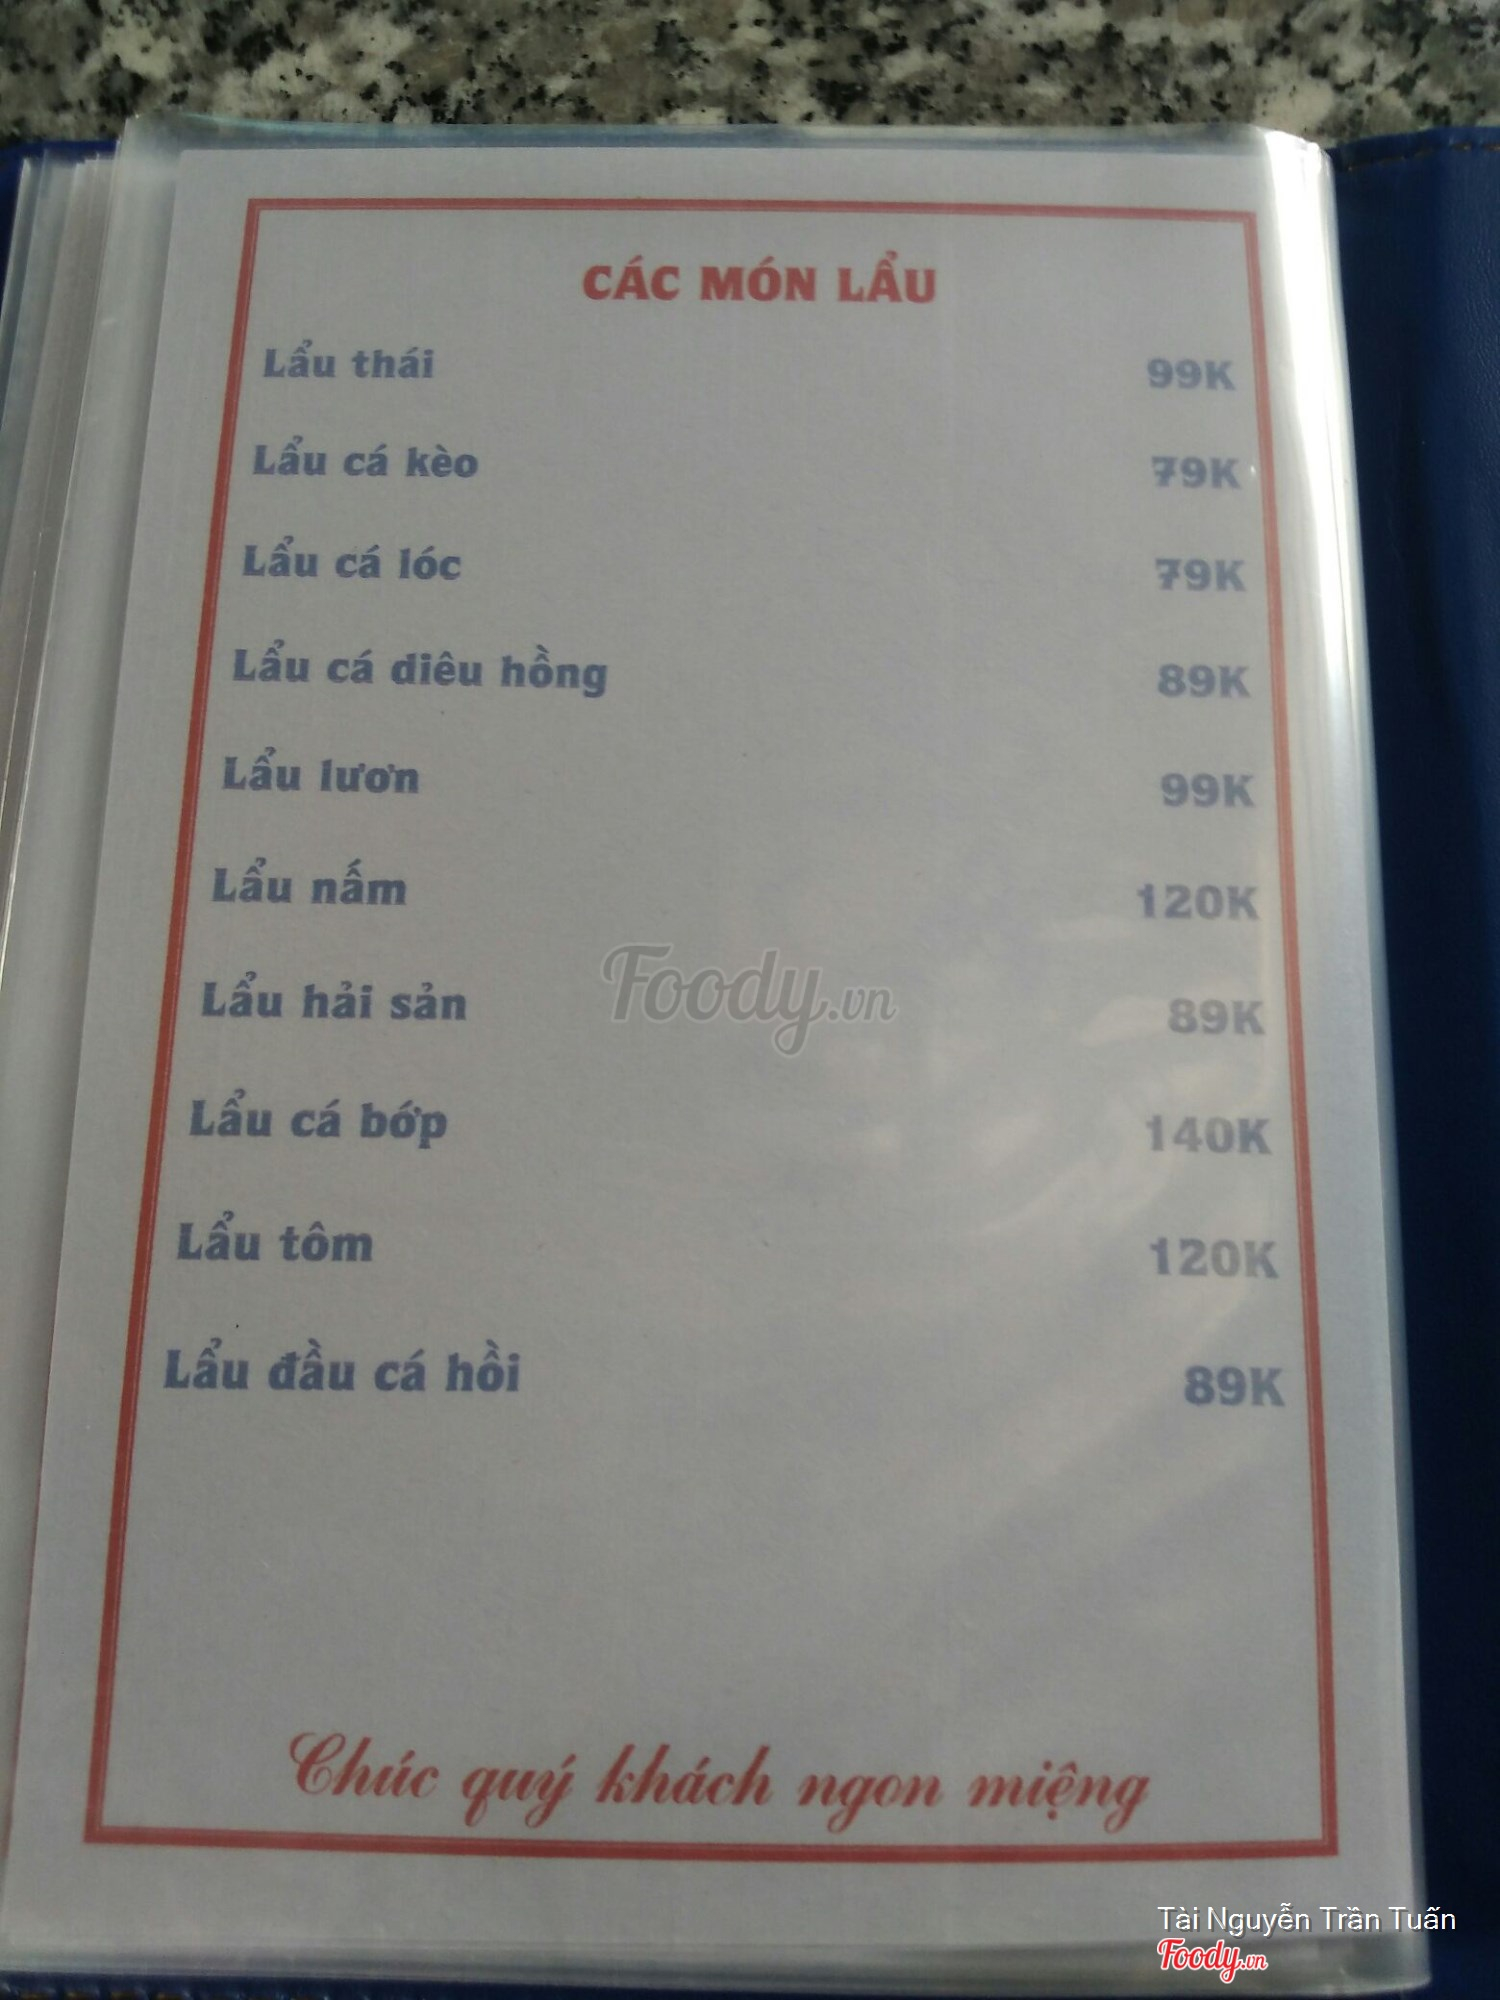 CÁC MÓN LẨU
Lẩu thái 99K
Lẩu cá kèo 79K
Lẩu cá lóc 79K
Lẩu cá diêu hồng 89K
Lẩu lươn 99K
Lẩu nấm 120K
Lẩu hải sản 89K
Lẩu cá bớp 140K
Lẩu tôm 120K
Lẩu đầu cá hồi 89K
Chúc quý khách ngon miệng
Foody.vn
Tài Nguyễn Trần Tuấn
Foody.vn